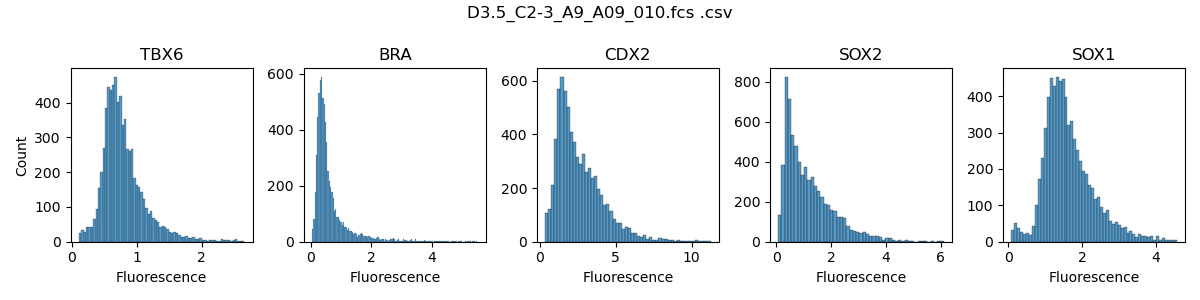 D3.5_C2-3_A9_A09_010.fcs .csv
TBX6 BRA CDX2 SOX2 SOX1
Count
400 300 200 100 0
0 1 2
Fluorescence
600 400 200 0
0 2 4
Fluorescence
600 400 200 0
0 5 10
Fluorescence
800 600 400 200 0
0 2 4 6
Fluorescence
400 300 200 100 0
0 2 4
Fluorescence